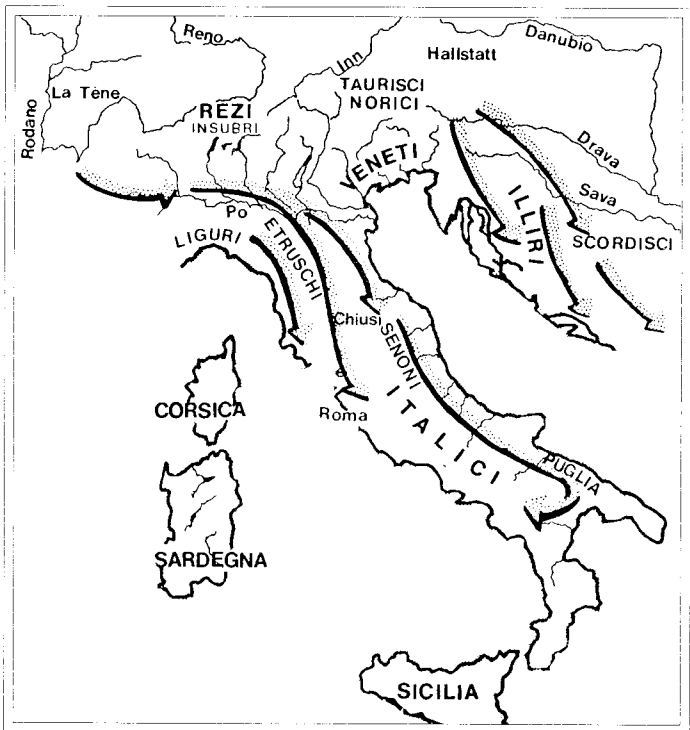 Reno
Danubio
Hallstatt
Inn
La Tène
TAURISCI
NORICI
Rodano
REZI
INSUBRI
VENETI
Drava
Sava
Po
ETRUSCHI
LIGURI
ILLIRI
SCORDISCI
Chiusi
SENONI
Roma
CORSICA
ITALICI
PUGLIA
SARDEGNA
SICILIA